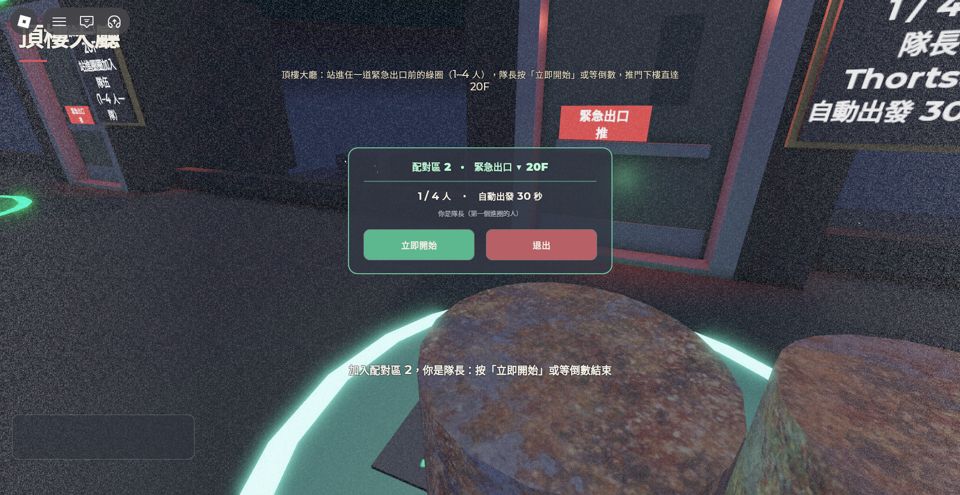 頂樓大廳
頂樓大廳：站進任一道緊急出口前的綠圈（1–4 人），隊長按「立即開始」或等倒數，推門下樓直達
20F
緊急出口
推
1 / 4
隊長
Thorts
自動出發 30
配對區 2 • 緊急出口 ▼ 20F
1 / 4 人 • 自動出發 30 秒
你是隊長（第一個進圈的人）
立即開始
退出
加入配對區 2，你是隊長：按「立即開始」或等倒數結束